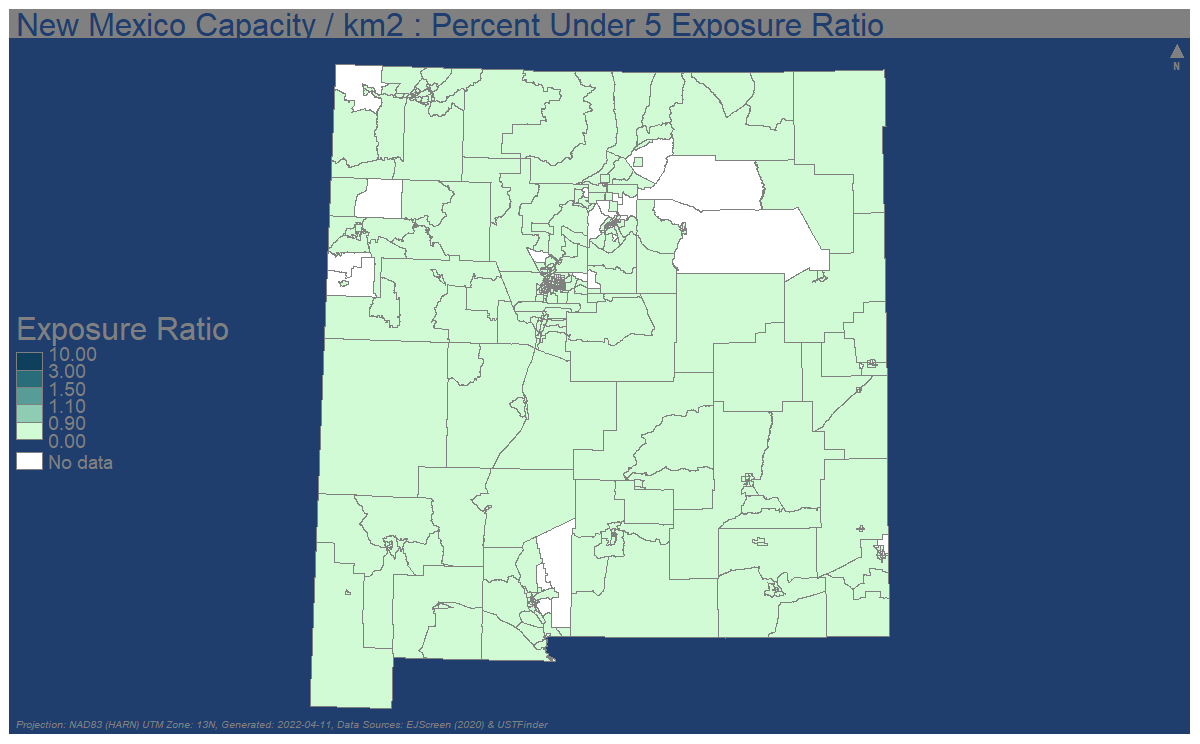 New Mexico Capacity / km2 : Percent Under 5 Exposure Ratio
N
Exposure Ratio
10.00
3.00
1.50
1.10
0.90
0.00
No data
Projection: NAD83 (HARN) UTM Zone: 13N, Generated: 2022-04-11, Data Sources: EJScreen (2020) & USTFinder